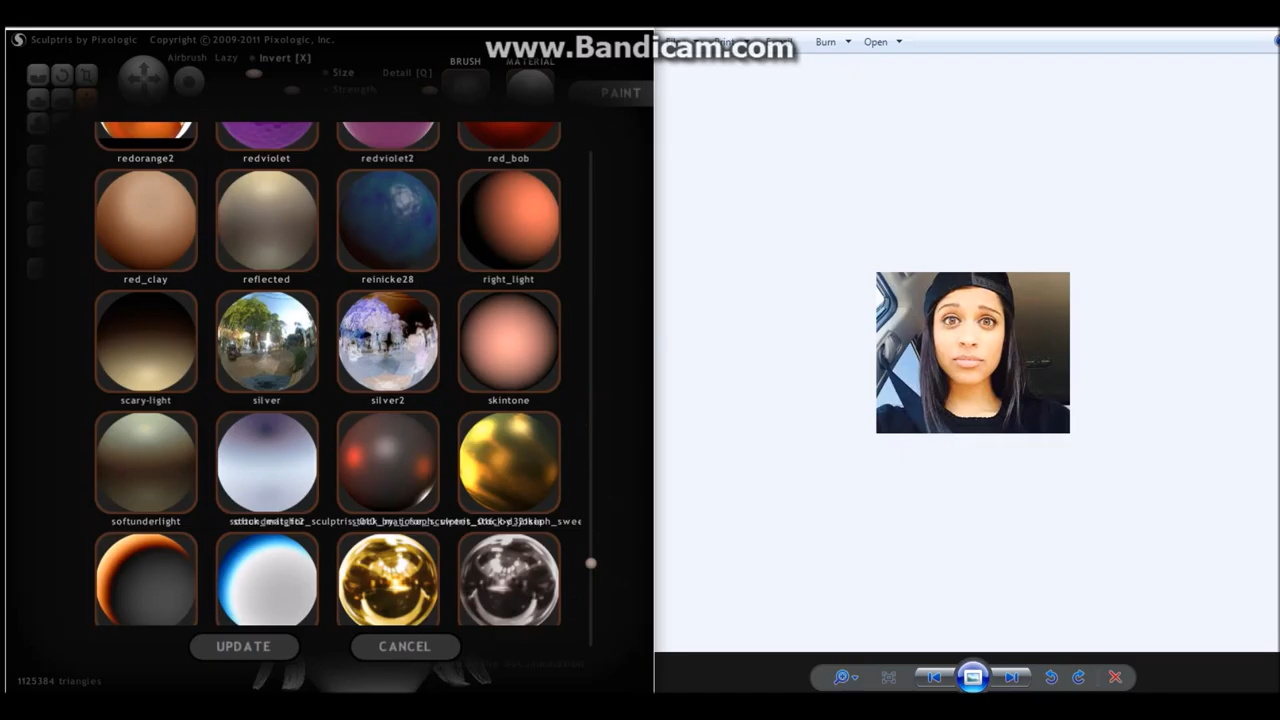 Sculptris by Pixologic Copyright © 2009-2011 Pixologic, Inc.
www.Bandicam.com
Burn Open
Airbrush Lazy Invert [X]
BRUSH MATERIAL
Size Detail [Q]
Strength
PAINT
redorange2 redviolet redviolet2 red_bob
red_clay reflected reinicke28 right_light
scary-light silver silver2 skintone
softunderlight
UPDATE CANCEL
1125384 triangles